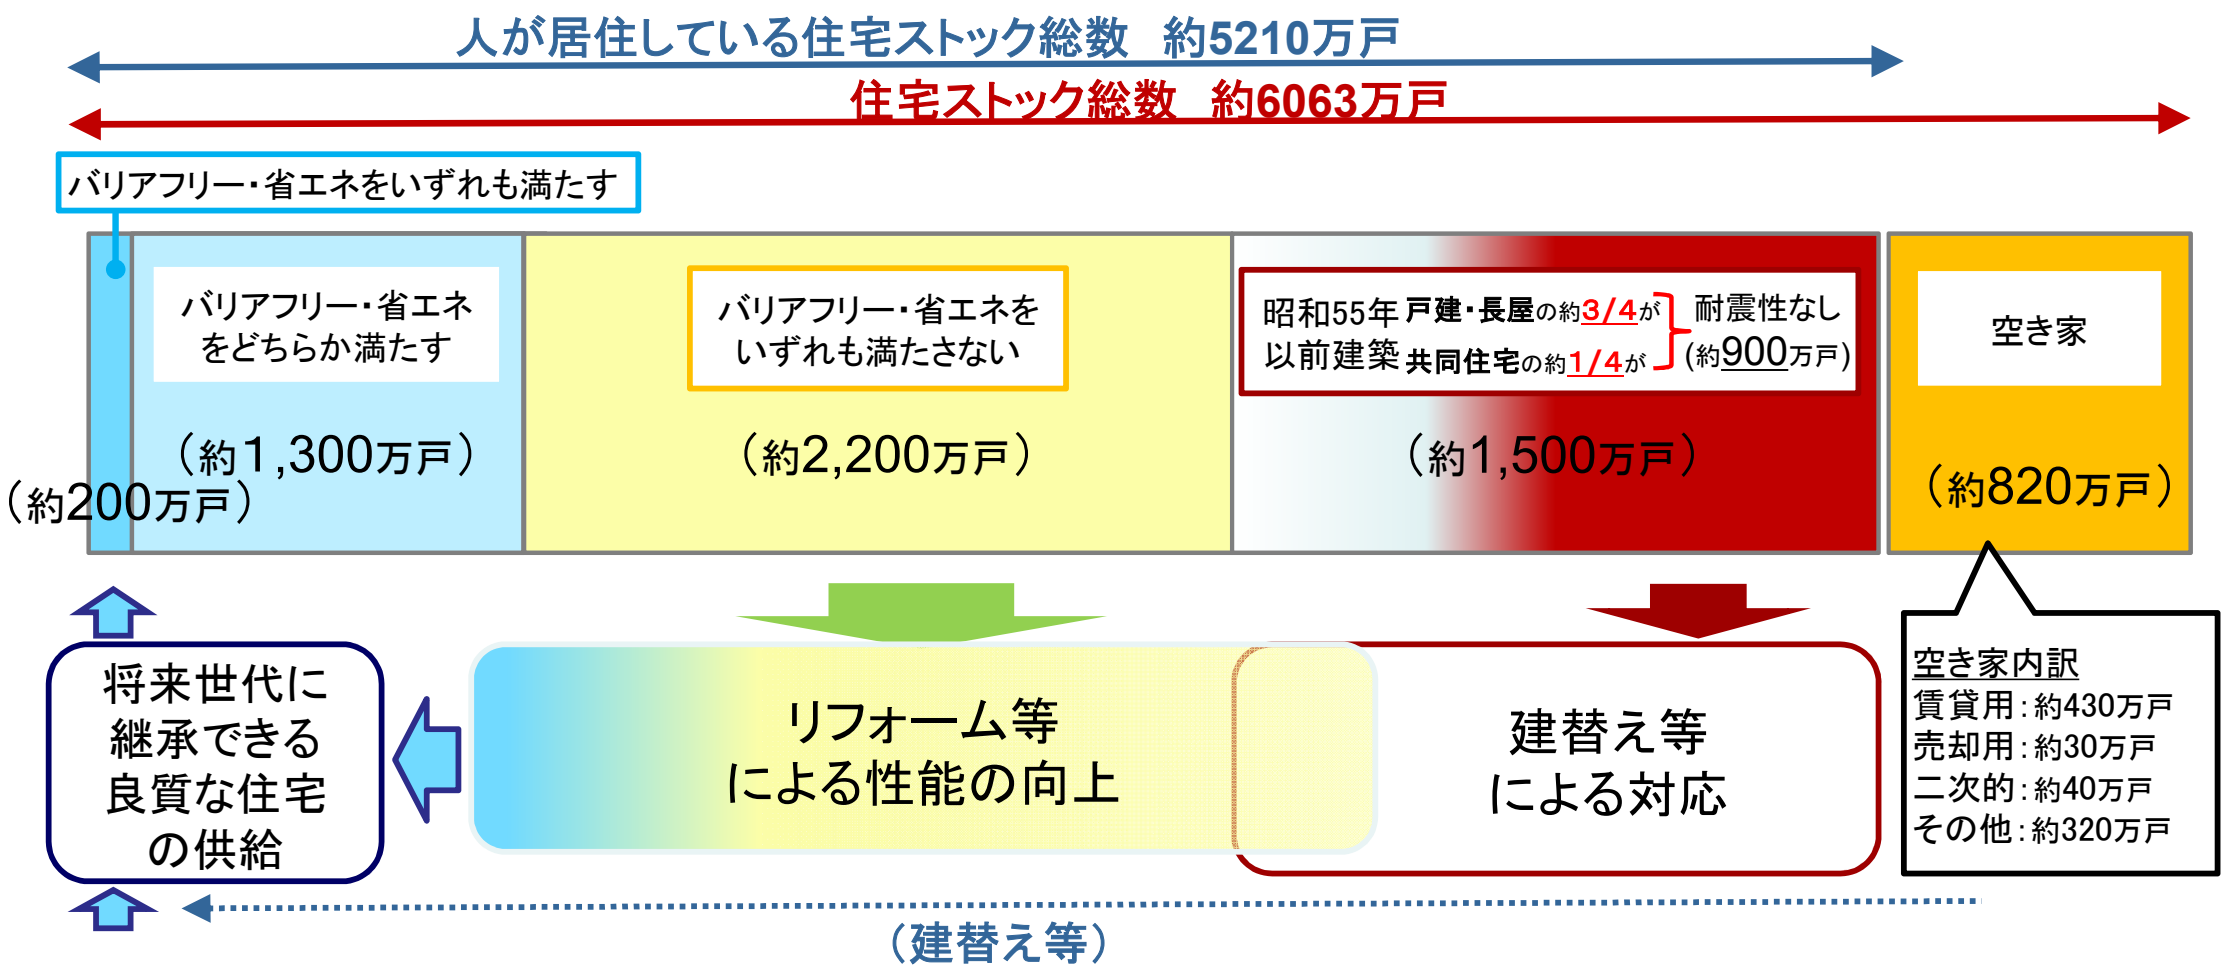 人が居住している住宅ストック総数　約5210万戸
住宅ストック総数　約6063万戸
バリアフリー・省エネをいずれも満たす
（約200万戸）
バリアフリー・省エネ
をどちらか満たす
（約1,300万戸）
バリアフリー・省エネを
いずれも満たさない
（約2,200万戸）
昭和55年
以前建築
戸建・長屋の約3/4が
共同住宅の約1/4が
耐震性なし
(約900万戸)
（約1,500万戸）
空き家
（約820万戸）
将来世代に
継承できる
良質な住宅
の供給
リフォーム等
による性能の向上
建替え等
による対応
空き家内訳
賃貸用：約430万戸
売却用：約30万戸
二次的：約40万戸
その他：約320万戸
（建替え等）